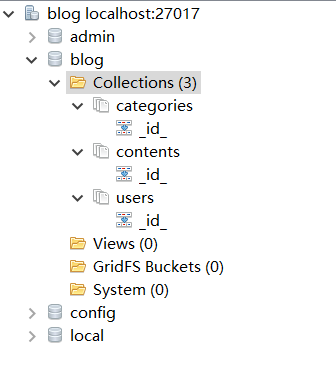 blog localhost:27017
admin
blog
Collections (3)
categories
_id_
contents
_id_
users
_id_
Views (0)
GridFS Buckets (0)
System (0)
config
local